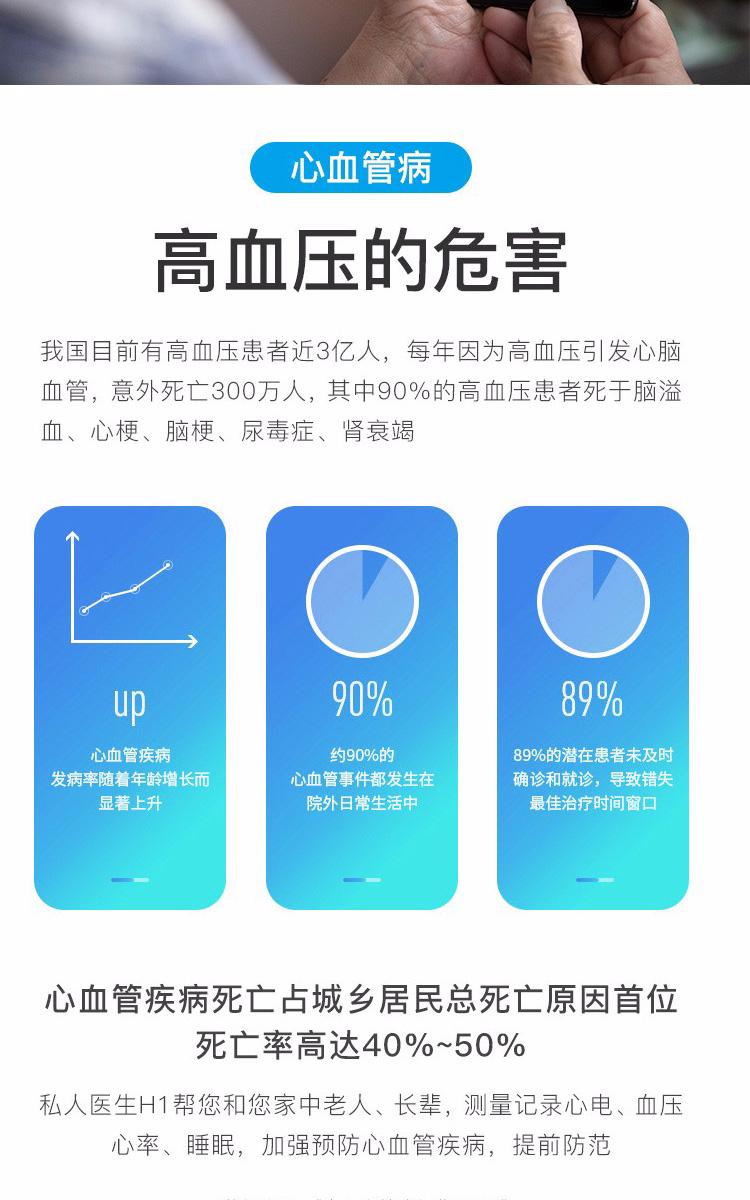 心血管病
高血压的危害
我国目前有高血压患者近3亿人，每年因为高血压引发心脑
血管，意外死亡300万人，其中90%的高血压患者死于脑溢
血、心梗、脑梗、尿毒症、肾衰竭
up
心血管疾病
发病率随着年龄增长而
显著上升
90%
约90%的
心血管事件都发生在
院外日常生活中
89%
89%的潜在患者未及时
确诊和就诊，导致错失
最佳治疗时间窗口
心血管疾病死亡占城乡居民总死亡原因首位
死亡率高达40%~50%
私人医生H1帮您和您家中老人、长辈，测量记录心电、血压
心率、睡眠，加强预防心血管疾病，提前防范